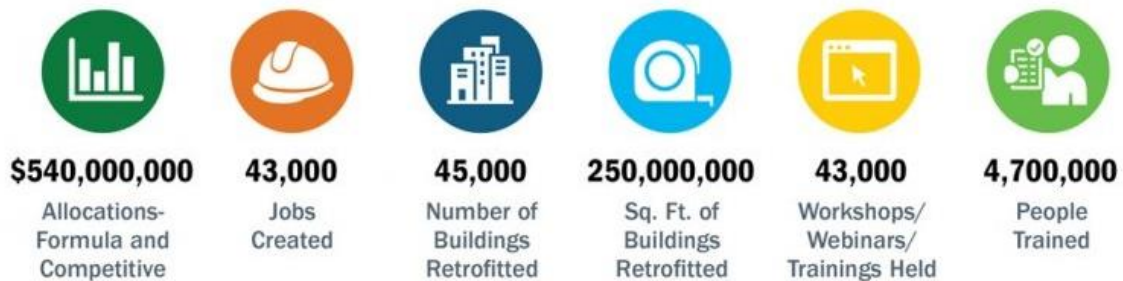 $540,000,000
Allocations-
Formula and
Competitive
43,000
Jobs
Created
45,000
Number of
Buildings
Retrofitted
250,000,000
Sq. Ft. of
Buildings
Retrofitted
43,000
Workshops/
Webinars/
Trainings Held
4,700,000
People
Trained